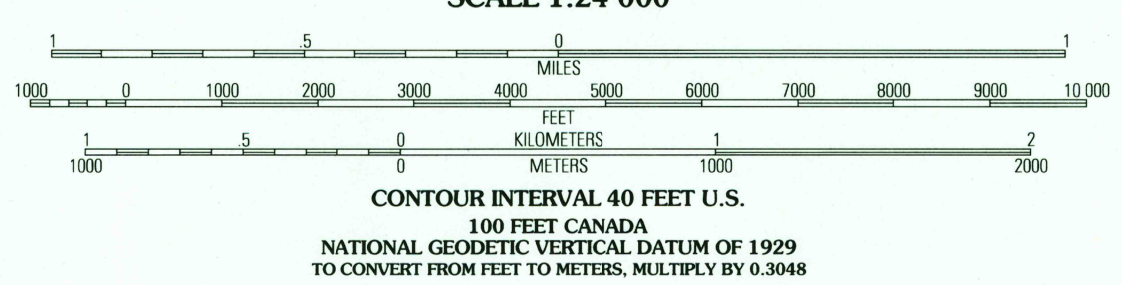 SCALE 1:24 000
1 .5 0 1
MILES
1000 0 1000 2000 3000 4000 5000 6000 7000 8000 9000 10 000
FEET
1 .5 0 KILOMETERS 1 2
1000 0 METERS 1000 2000
CONTOUR INTERVAL 40 FEET U.S.
100 FEET CANADA
NATIONAL GEODETIC VERTICAL DATUM OF 1929
TO CONVERT FROM FEET TO METERS, MULTIPLY BY 0.3048